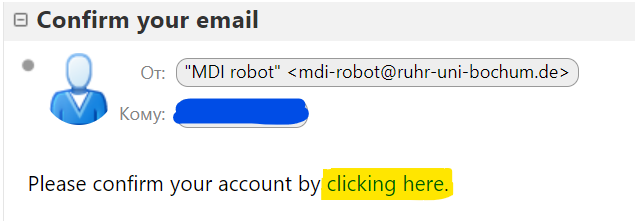 Confirm your email
От: "MDI robot" <mdi-robot@ruhr-uni-bochum.de>
Кому:
Please confirm your account by clicking here.